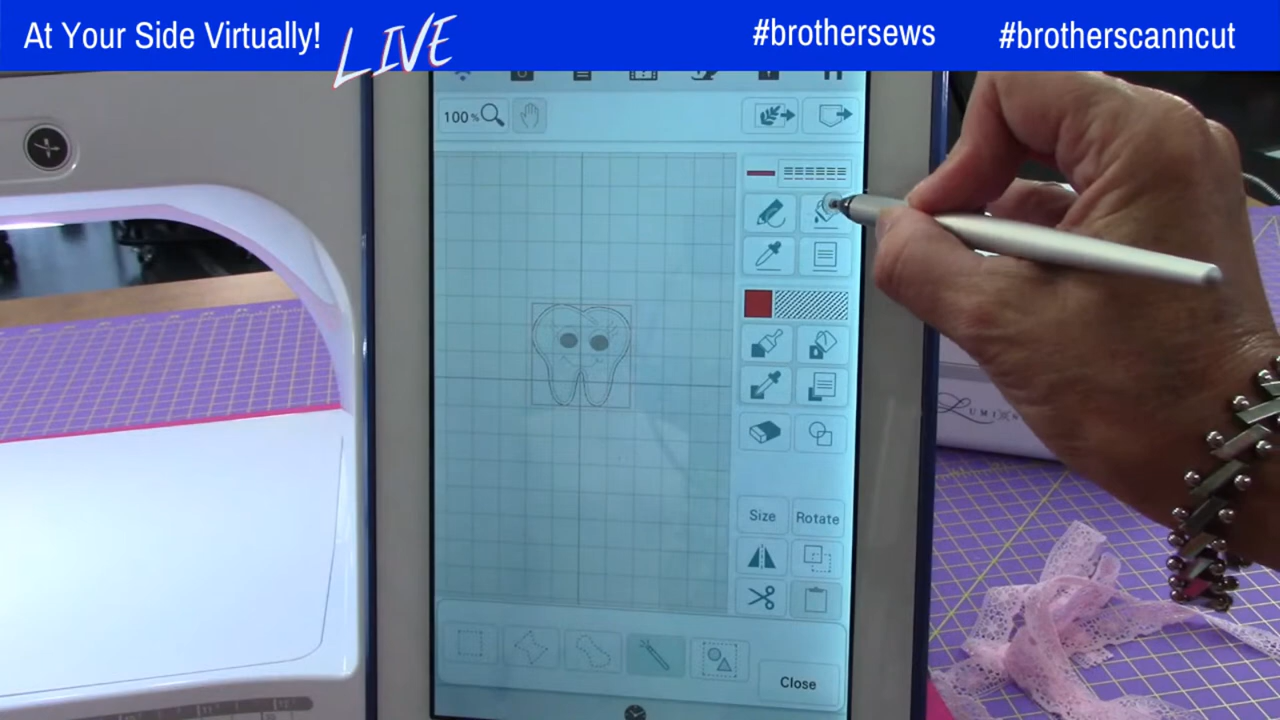 At Your Side Virtually!
LIVE
#brothersews
#brotherscanncut
100%
Size
Rotate
Close